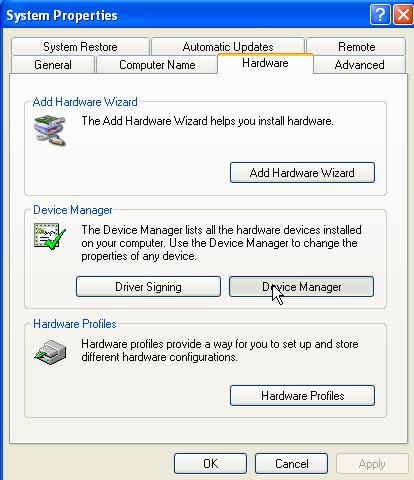 System Properties
System Restore Automatic Updates Remote
General Computer Name Hardware Advanced
Add Hardware Wizard
The Add Hardware Wizard helps you install hardware.
Add Hardware Wizard
Device Manager
The Device Manager lists all the hardware devices installed
on your computer. Use the Device Manager to change the
properties of any device.
Driver Signing Device Manager
Hardware Profiles
Hardware profiles provide a way for you to set up and store
different hardware configurations.
Hardware Profiles
OK Cancel Apply